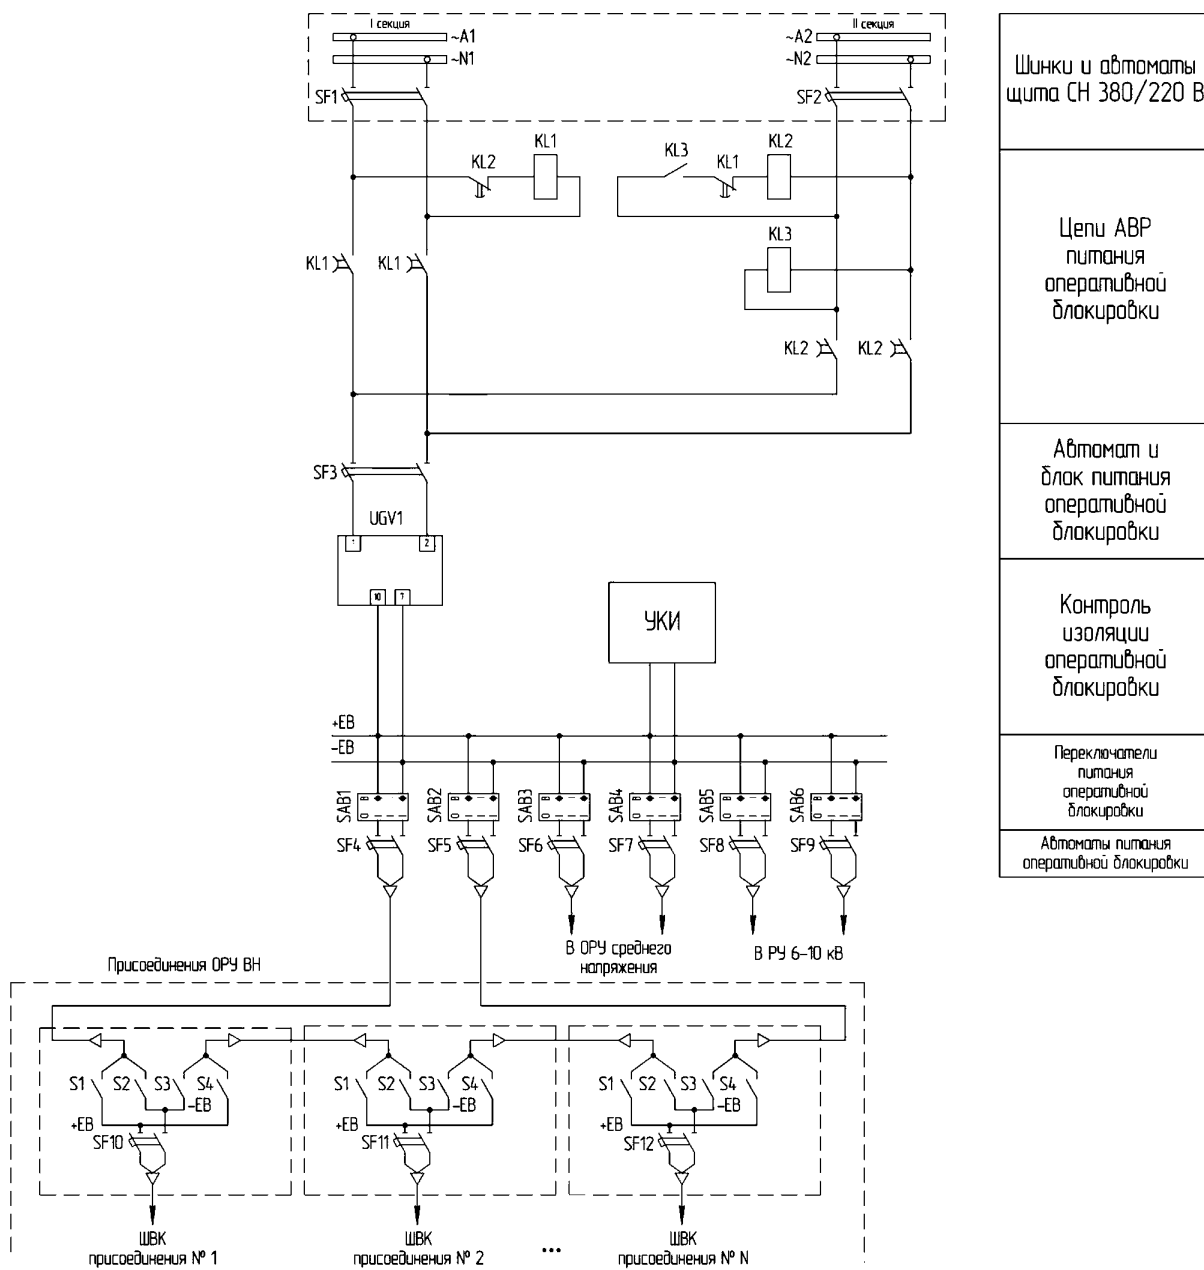 I секция
II секция
~A1
~A2
~N1
~N2
SF1
SF2
Шинки и автоматы
щита СН 380/220 В
KL2
KL1
KL3
KL1
KL2
KL3
KL1
KL1
KL2
KL2
Цепи АВР
питания
оперативной
блокировки
SF3
UGV1
1
2
10
7
Автомат и
блок питания
оперативной
блокировки
УКИ
Контроль
изоляции
оперативной
блокировки
+EB
-EB
SAB1
SAB2
SAB3
SAB4
SAB5
SAB6
В
О
В
О
В
О
В
О
В
О
В
О
Переключатели
питания
оперативной
блокировки
SF4
SF5
SF6
SF7
SF8
SF9
Автоматы питания
оперативной блокировки
В ОРУ среднего
напряжения
В РУ 6-10 кВ
Присоединения ОРУ ВН
S1
S2
S3
S4
-EB
+EB
SF10
S1
S2
S3
S4
-EB
+EB
SF11
S1
S2
S3
S4
-EB
+EB
SF12
ШВК
присоединения № 1
ШВК
присоединения № 2
...
ШВК
присоединения № N